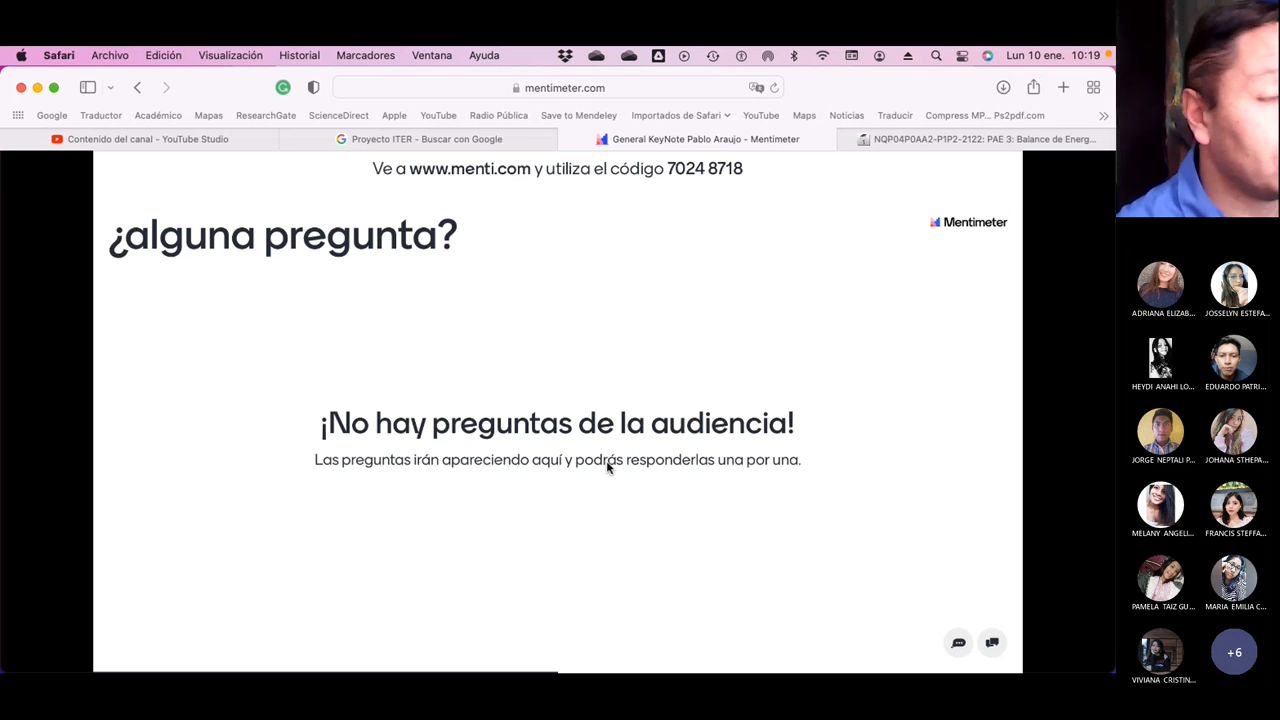 Safari Archivo Edición Visualización Historial Marcadores Ventana Ayuda Lun 10 ene. 10:19
mentimeter.com
Google Traductor Académico Mapas ResearchGate ScienceDirect Apple YouTube Radio Pública Save to Mendeley Importados de Safari YouTube Maps Noticias Traducir Compress MP... Ps2pdf.com
Contenido del canal - YouTube Studio
Proyecto ITER - Buscar con Google
General KeyNote Pablo Araujo - Mentimeter
NQP04P0AA2-P1P2-2122: PAE 3: Balance de Energ...
Ve a www.menti.com y utiliza el código 7024 8718
¿alguna pregunta?
Mentimeter
¡No hay preguntas de la audiencia!
Las preguntas irán apareciendo aquí y podrás responderlas una por una.
ADRIANA ELIZAB... JOSSELYN ESTEFA...
HEYDI ANAHI LO... EDUARDO PATRI...
JORGE NEPTALI P... JOHANA STHEPA...
MELANY ANGELI... FRANCIS STEFFA...
PAMELA TAIZ GU... MARIA EMILIA C...
VIVIANA CRISTIN... +6